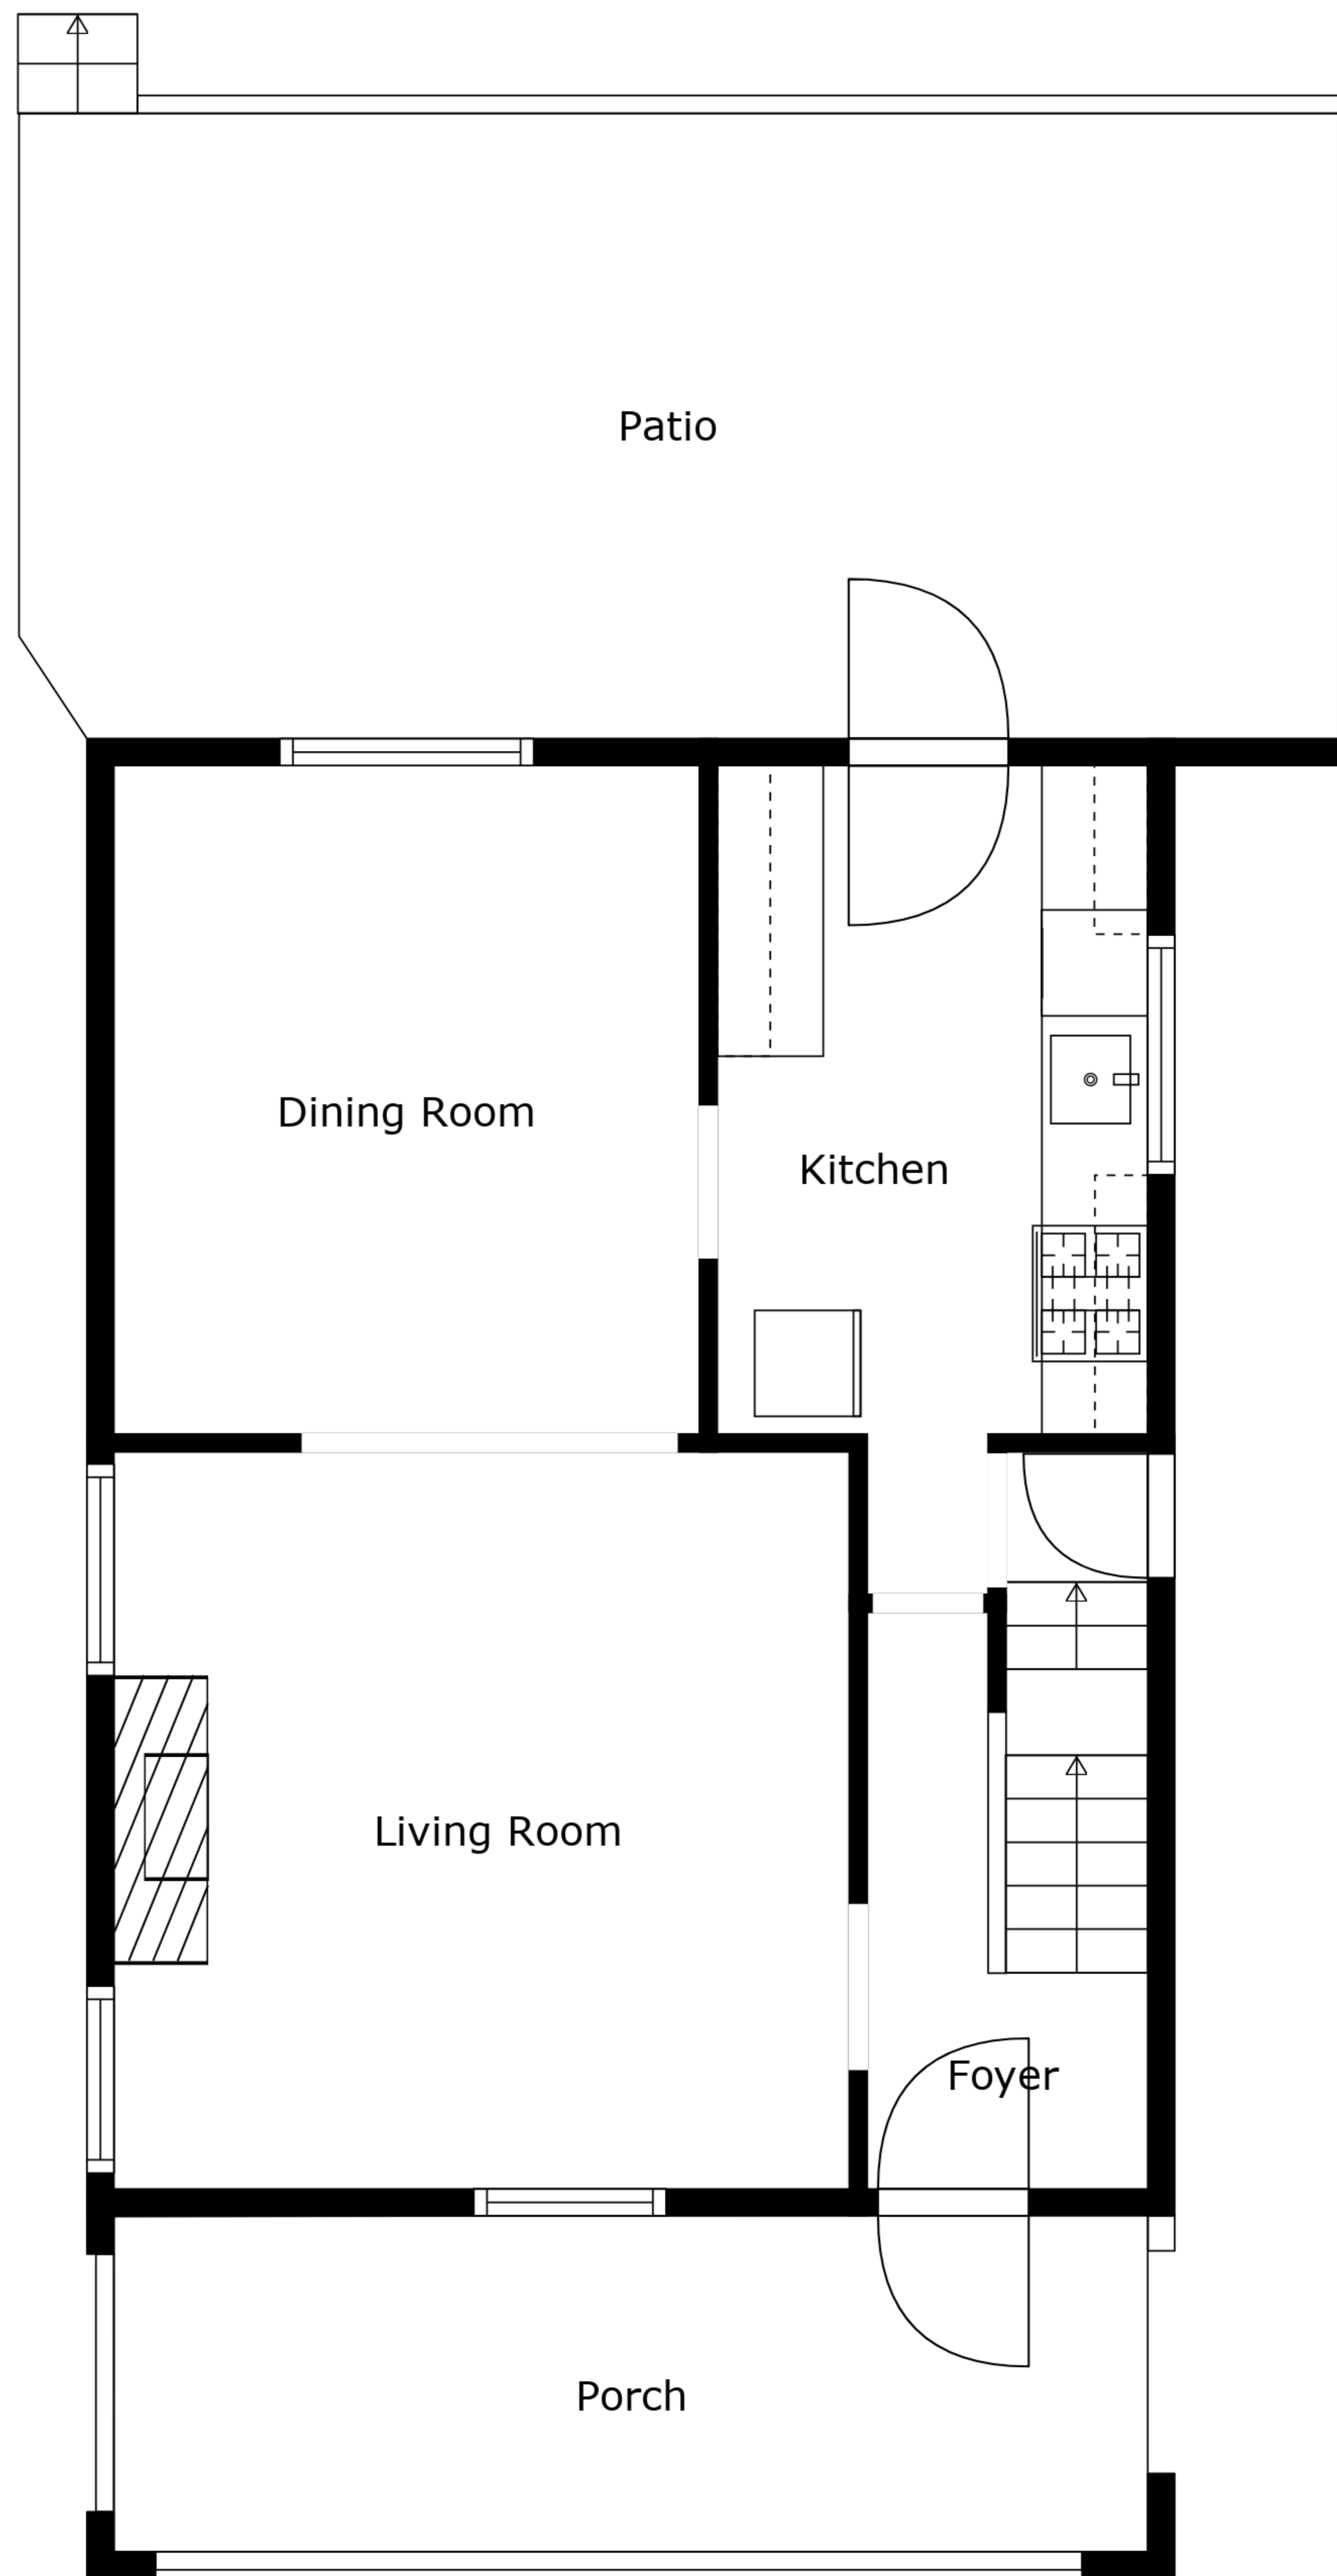 Patio
Dining Room
Kitchen
Living Room
Foyer
Porch